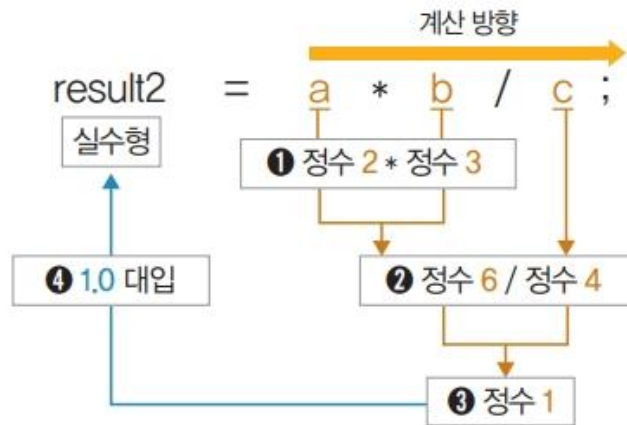 계산 방향
result2 = a * b / c ;
실수형
❶ 정수 2 * 정수 3
❹ 1.0 대입
❷ 정수 6 / 정수 4
❸ 정수 1